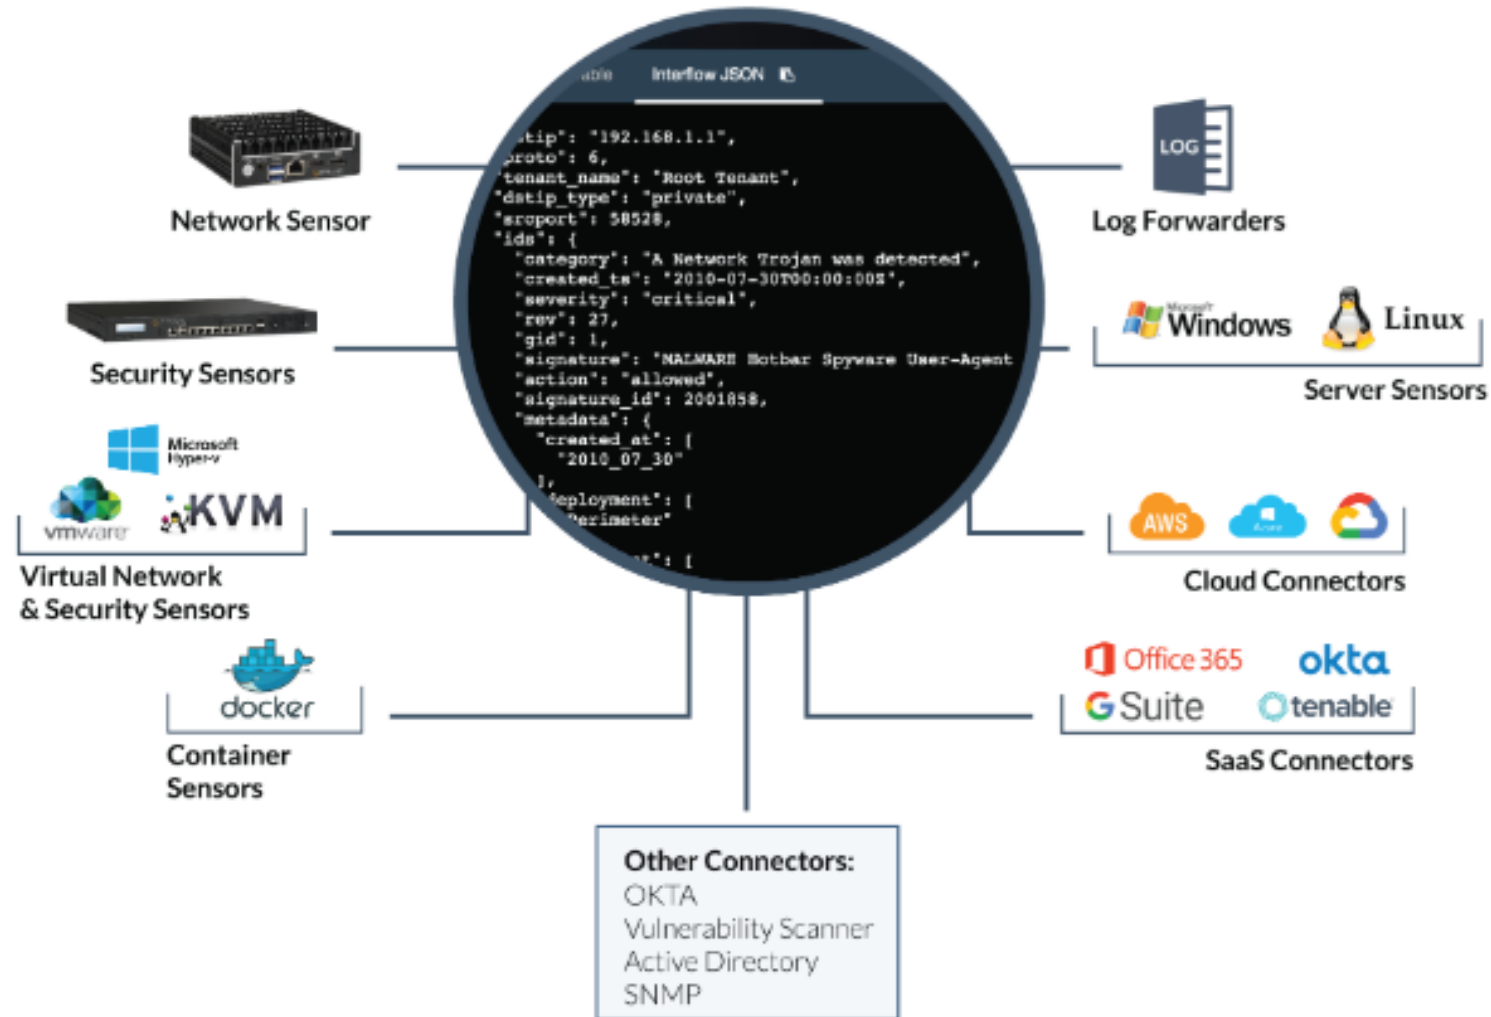 able
Interflow JSON
tip": "192.168.1.1",
proto": 6,
"tenant_name": "Root Tenant",
"dstip_type": "private",
"srcport": 58528,
"ids": {
"category": "A Network Trojan was detected",
"created_ts": "2010-07-30T00:00:00Z",
"severity": "critical",
"rev": 27,
"gid": 1,
"signature": "MALWARE Hotbar Spyware User-Agent
"action": "allowed",
"signature_id": 2001858,
"metadata": {
"created_at": [
"2010_07_30"
],
deployment": [
Perimeter"
": [
Network Sensor
Security Sensors
Microsoft
Hyper-v
vmware
KVM
Virtual Network
& Security Sensors
docker
Container
Sensors
LOG
Log Forwarders
Microsoft
Windows
Linux
Server Sensors
AWS
Azure
Cloud Connectors
Office 365
okta
G Suite
tenable
SaaS Connectors
Other Connectors:
OKTA
Vulnerability Scanner
Active Directory
SNMP